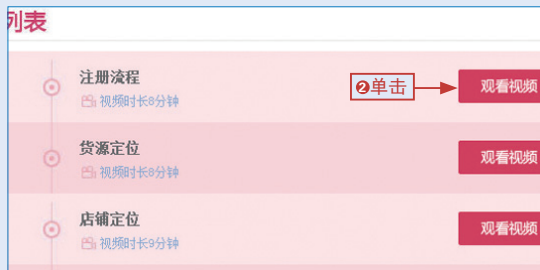 列表
注册流程
❷单击
观看视频
视频时长8分钟
货源定位
观看视频
视频时长8分钟
店铺定位
观看视频
视频时长9分钟